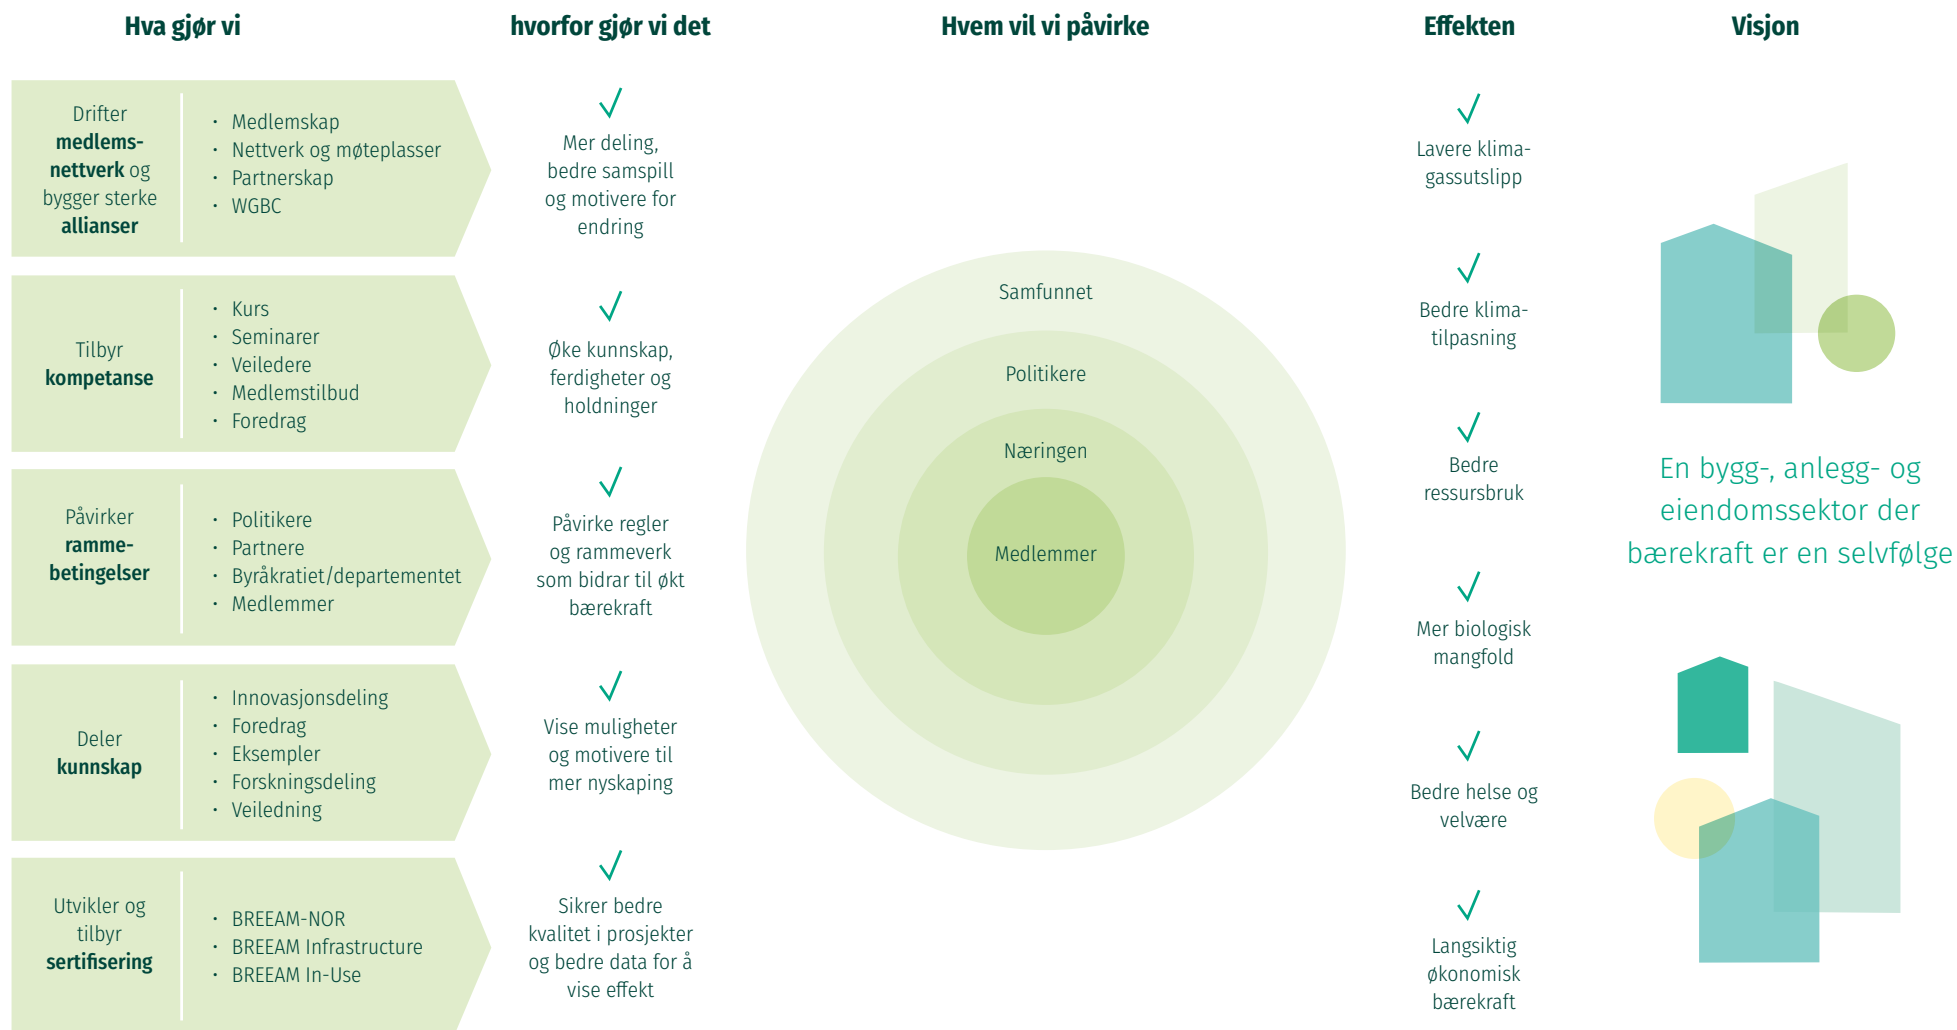 Hva gjør vi
hvorfor gjør vi det
Hvem vil vi påvirke
Effekten
Visjon
Drifter
medlems-
nettverk og
bygger sterke
allianser
· Medlemskap
· Nettverk og møteplasser
· Partnerskap
· WGBC
Tilbyr
kompetanse
· Kurs
· Seminarer
· Veiledere
· Medlemstilbud
· Foredrag
Påvirker
ramme-
betingelser
· Politikere
· Partnere
· Byråkratiet/departementet
· Medlemmer
Deler
kunnskap
· Innovasjonsdeling
· Foredrag
· Eksempler
· Forskningsdeling
· Veiledning
Utvikler og
tilbyr
sertifisering
· BREEAM-NOR
· BREEAM Infrastructure
· BREEAM In-Use
Mer deling,
bedre samspill
og motivere for
endring
Øke kunnskap,
ferdigheter og
holdninger
Påvirke regler
og rammeverk
som bidrar til økt
bærekraft
Vise muligheter
og motivere til
mer nyskaping
Sikrer bedre
kvalitet i prosjekter
og bedre data for å
vise effekt
Samfunnet
Politikere
Næringen
Medlemmer
Lavere klima-
gassutslipp
Bedre klima-
tilpasning
Bedre
ressursbruk
Mer biologisk
mangfold
Bedre helse og
velvære
Langsiktig
økonomisk
bærekraft
En bygg-, anlegg- og
eiendomssektor der
bærekraft er en selvfølge